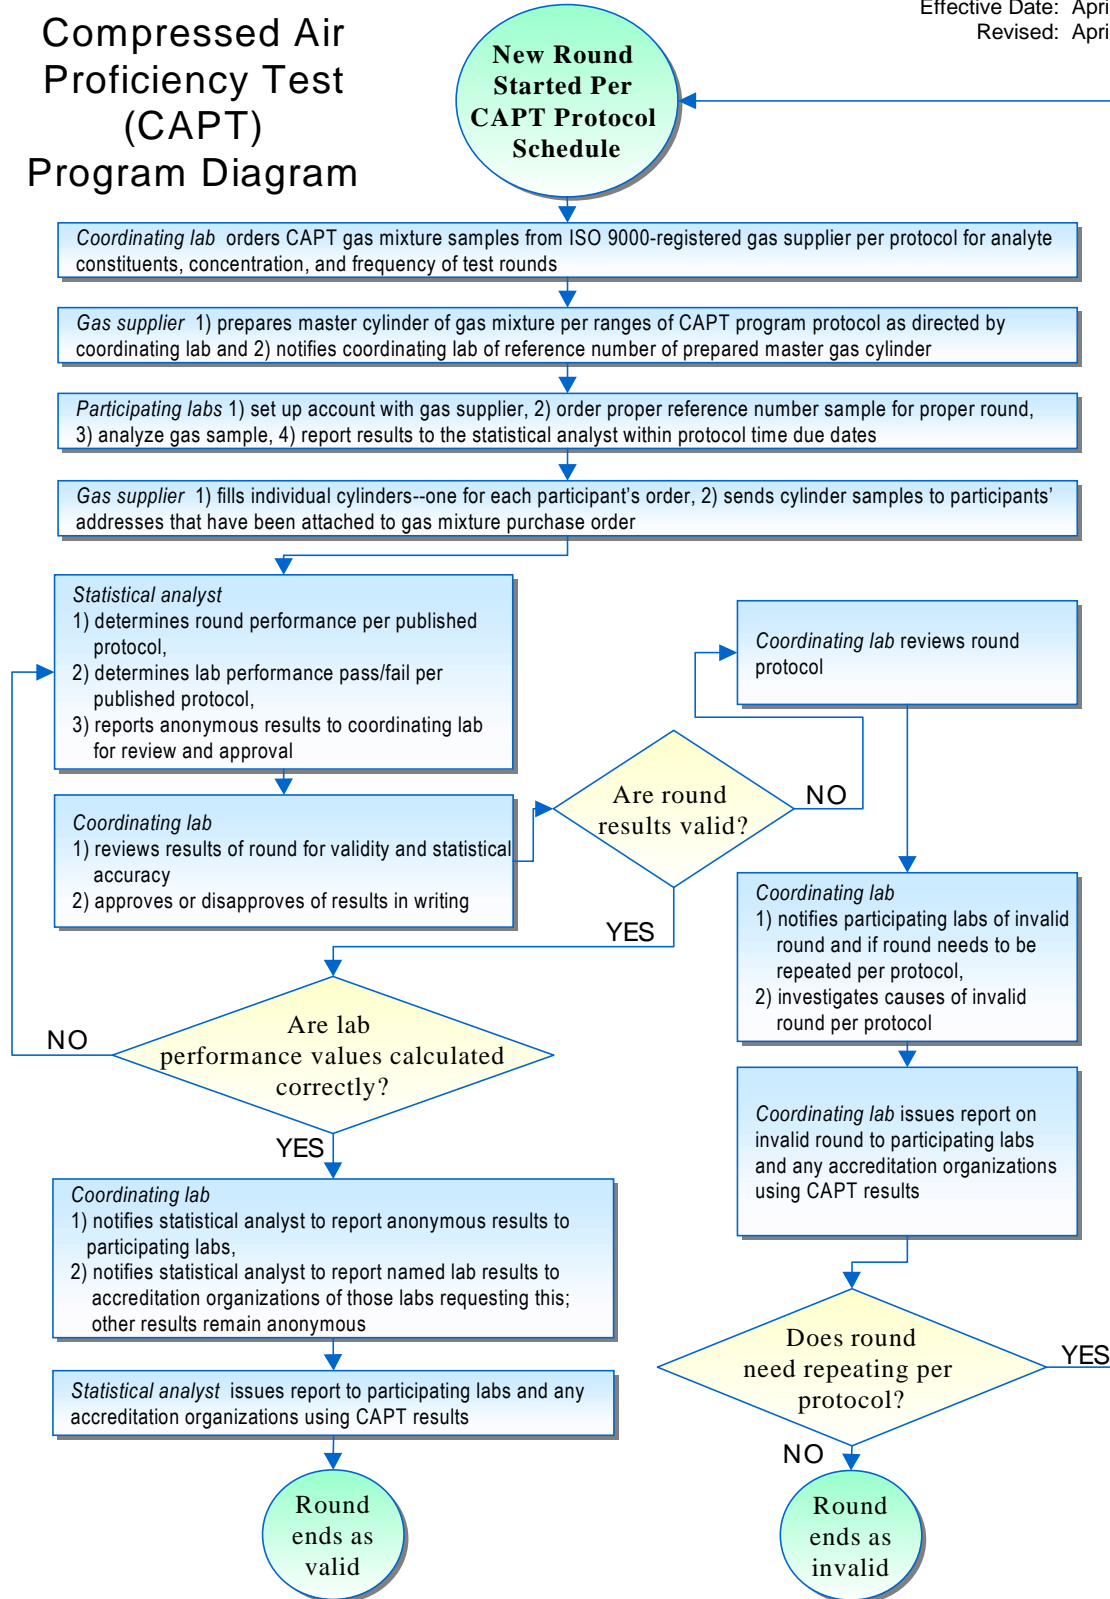 Compressed Air
Proficiency Test
(CAPT)
Program Diagram
Effective Date: Apri
Revised: Apri
New Round
Started Per
CAPT Protocol
Schedule
Coordinating lab orders CAPT gas mixture samples from ISO 9000-registered gas supplier per protocol for analyte
constituents, concentration, and frequency of test rounds
Gas supplier 1) prepares master cylinder of gas mixture per ranges of CAPT program protocol as directed by
coordinating lab and 2) notifies coordinating lab of reference number of prepared master gas cylinder
Participating labs 1) set up account with gas supplier, 2) order proper reference number sample for proper round,
3) analyze gas sample, 4) report results to the statistical analyst within protocol time due dates
Gas supplier 1) fills individual cylinders--one for each participant's order, 2) sends cylinder samples to participants'
addresses that have been attached to gas mixture purchase order
Statistical analyst
1) determines round performance per published
protocol,
2) determines lab performance pass/fail per
published protocol,
3) reports anonymous results to coordinating lab
for review and approval
Coordinating lab
1) reviews results of round for validity and statistical
accuracy
2) approves or disapproves of results in writing
Are round
results valid?
NO
YES
Coordinating lab reviews round
protocol
Coordinating lab
1) notifies participating labs of invalid
round and if round needs to be
repeated per protocol,
2) investigates causes of invalid
round per protocol
Are lab
performance values calculated
correctly?
NO
YES
Coordinating lab issues report on
invalid round to participating labs
and any accreditation organizations
using CAPT results
Coordinating lab
1) notifies statistical analyst to report anonymous results to
participating labs,
2) notifies statistical analyst to report named lab results to
accreditation organizations of those labs requesting this;
other results remain anonymous
Does round
need repeating per
protocol?
YES
NO
Statistical analyst issues report to participating labs and any
accreditation organizations using CAPT results
Round
ends as
valid
Round
ends as
invalid